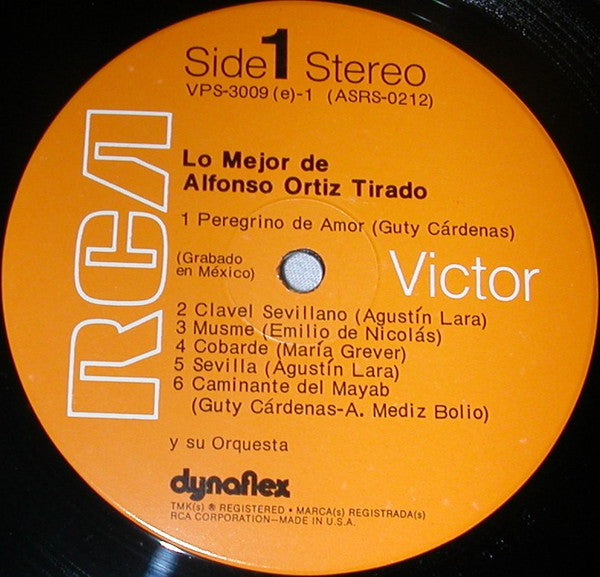 Side 1 Stereo
VPS-3009 (e)-1 (ASRS-0212)
RCA
Lo Mejor de
Alfonso Ortiz Tirado
1 Peregrino de Amor (Guty Cárdenas)
(Grabado
en México)
Victor
2 Clavel Sevillano (Agustín Lara)
3 Musme (Emilio de Nicolás)
4 Cobarde (María Grever)
5 Sevilla (Agustín Lara)
6 Caminante del Mayab
(Guty Cárdenas-A. Mediz Bolio)
y su Orquesta
dynaflex
TMK(s) ® REGISTERED • MARCA(s) REGISTRADA(s)
RCA CORPORATION—MADE IN U.S.A.